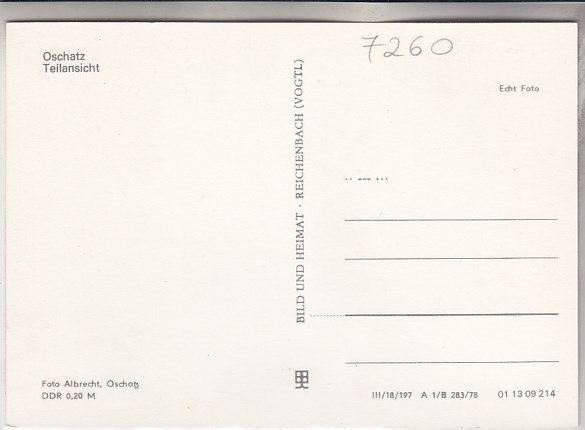 Oschatz
Teilansicht
7260
Echt Foto
BILD UND HEIMAT · REICHENBACH (VOGTL)
Foto Albrecht, Oschatz
DDR 0,20 M
III/18/197 A 1/B 283/78 01 13 09 214